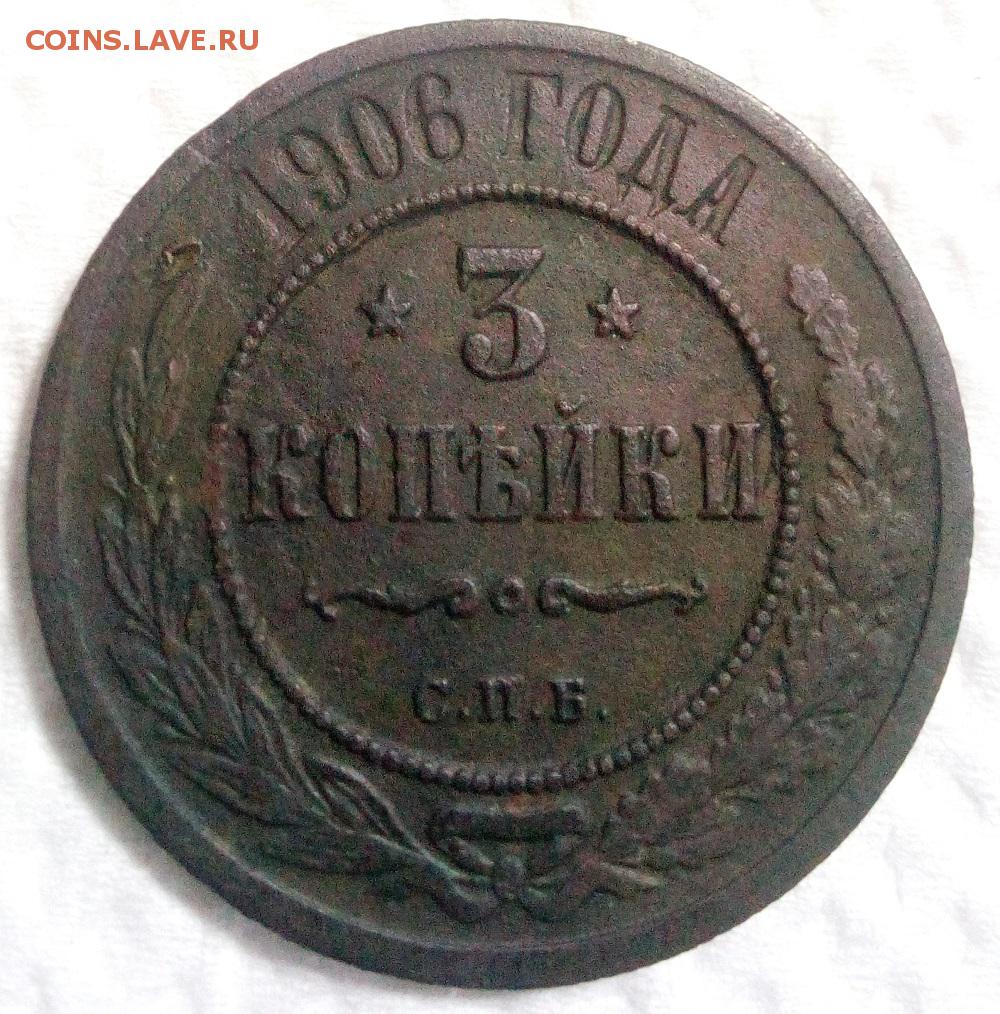 COINS.LAVE.RU
1906 ГОДА
3
КОПѢЙКИ
С.П.Б.